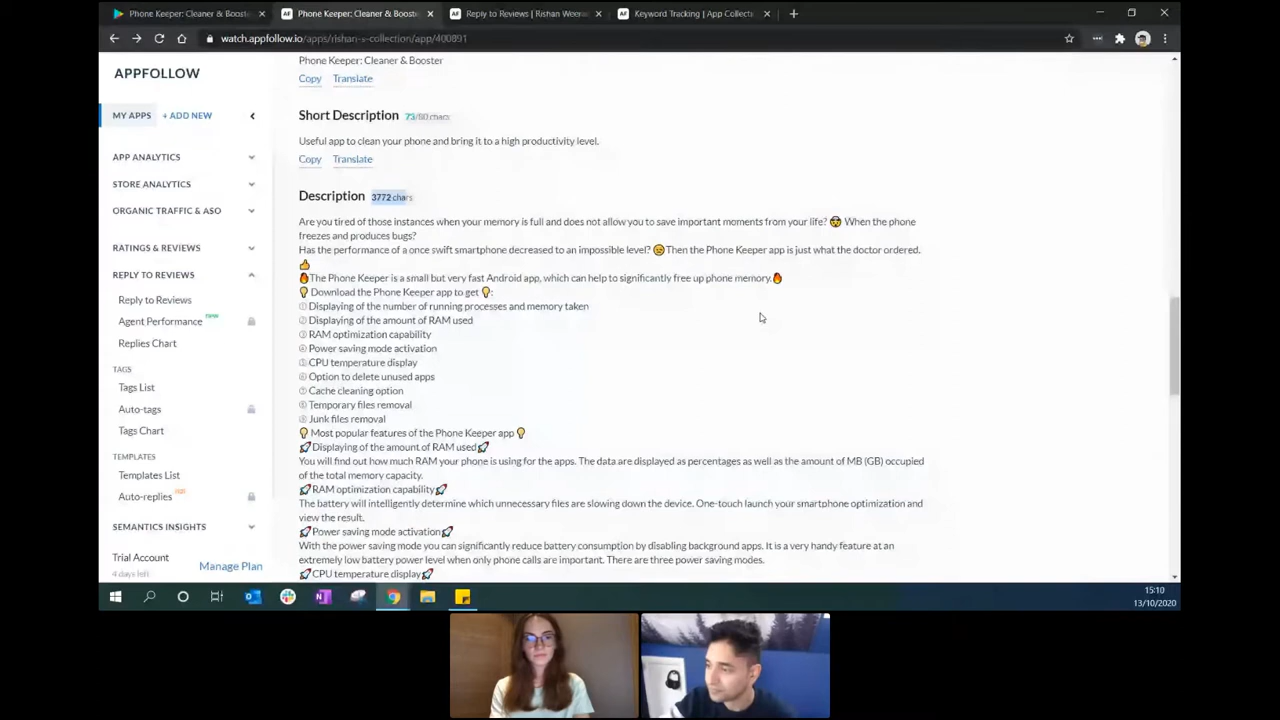 Phone Keeper: Cleaner & Booste
Phone Keeper: Cleaner & Booste
Reply to Reviews | Rishan Weera
Keyword Tracking | App Collecti
watch.appfollow.io/apps/rishan-s-collection/app/400891
APPFOLLOW
MY APPS + ADD NEW
APP ANALYTICS
STORE ANALYTICS
ORGANIC TRAFFIC & ASO
RATINGS & REVIEWS
REPLY TO REVIEWS
Reply to Reviews
Agent Performance new
Replies Chart
TAGS
Tags List
Auto-tags
Tags Chart
TEMPLATES
Templates List
Auto-replies
SEMANTICS INSIGHTS
Trial Account
4 days left
Manage Plan
Phone Keeper: Cleaner & Booster
Copy Translate
Short Description 73/80 chars
Useful app to clean your phone and bring it to a high productivity level.
Copy Translate
Description 3772 chars
Are you tired of those instances when your memory is full and does not allow you to save important moments from your life? 🤯 When the phone
freezes and produces bugs?
Has the performance of a once swift smartphone decreased to an impossible level? 😥Then the Phone Keeper app is just what the doctor ordered.
👍
🔥The Phone Keeper is a small but very fast Android app, which can help to significantly free up phone memory.🔥
💡 Download the Phone Keeper app to get 💡:
① Displaying of the number of running processes and memory taken
② Displaying of the amount of RAM used
③ RAM optimization capability
④ Power saving mode activation
⑤ CPU temperature display
⑥ Option to delete unused apps
⑦ Cache cleaning option
⑧ Temporary files removal
⑨ Junk files removal
💡 Most popular features of the Phone Keeper app 💡
🚀Displaying of the amount of RAM used🚀
You will find out how much RAM your phone is using for the apps. The data are displayed as percentages as well as the amount of MB (GB) occupied
of the total memory capacity.
🚀RAM optimization capability🚀
The battery will intelligently determine which unnecessary files are slowing down the device. One-touch launch your smartphone optimization and
view the result.
🚀Power saving mode activation🚀
With the power saving mode you can significantly reduce battery consumption by disabling background apps. It is a very handy feature at an
extremely low battery power level when only phone calls are important. There are three power saving modes.
🚀CPU temperature display🚀
15:10
13/10/2020